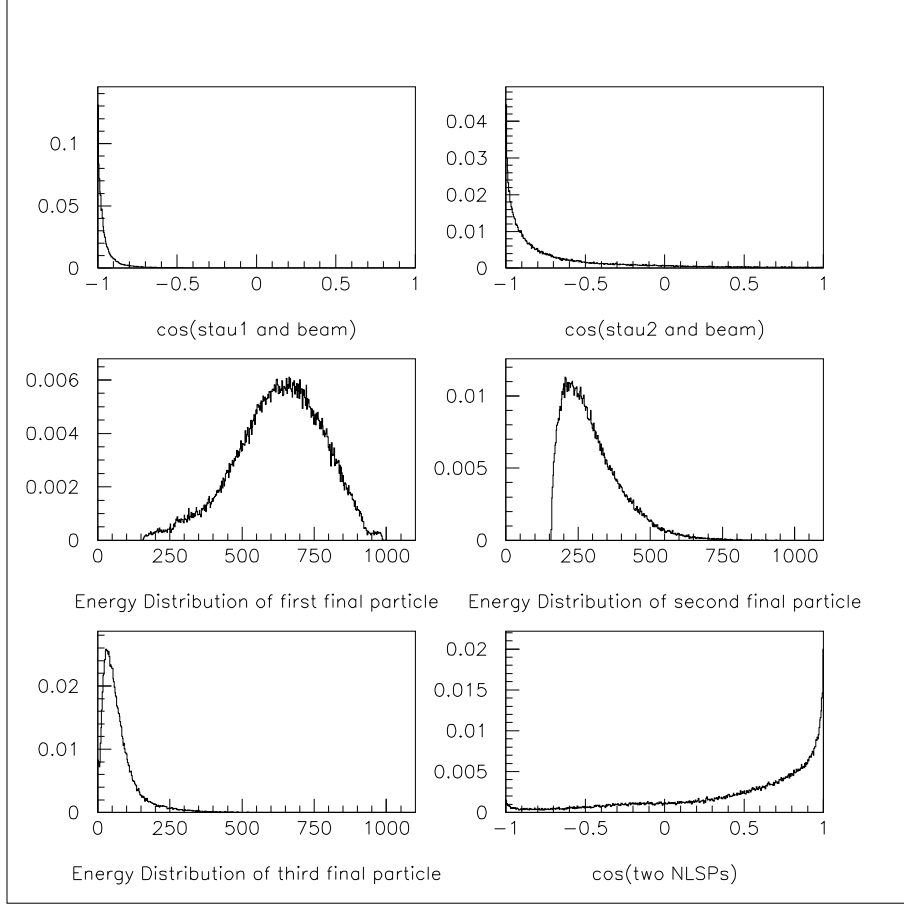 0.1
0.05
0
−1 −0.5 0 0.5 1
cos(stau1 and beam)
0.04
0.03
0.02
0.01
0
−1 −0.5 0 0.5 1
cos(stau2 and beam)
0.006
0.004
0.002
0
0 250 500 750 1000
Energy Distribution of first final particle
0.01
0.005
0
0 250 500 750 1000
Energy Distribution of second final particle
0.02
0.01
0
0 250 500 750 1000
Energy Distribution of third final particle
0.02
0.015
0.01
0.005
0
−1 −0.5 0 0.5 1
cos(two NLSPs)